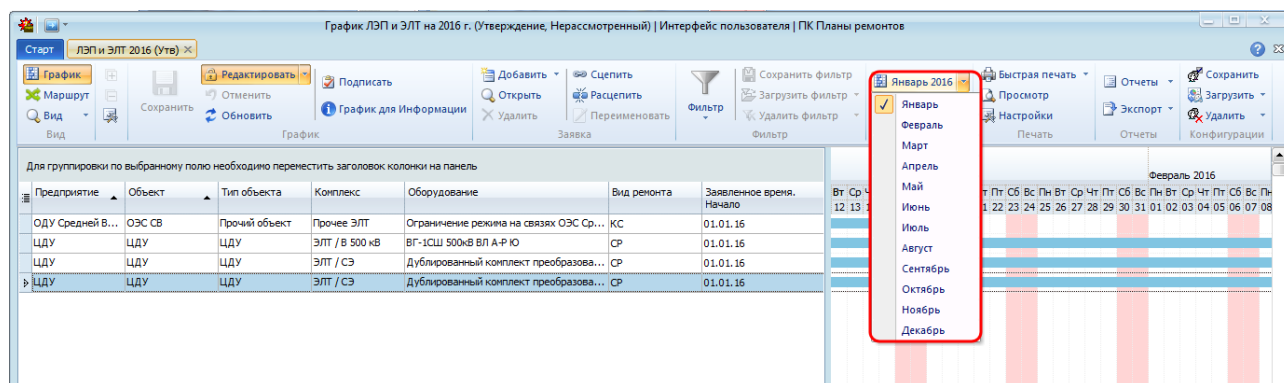 График ЛЭП и ЭЛТ на 2016 г. (Утверждение, Нерассмотренный) | Интерфейс пользователя | ПК Планы ремонтов
Старт ЛЭП и ЭЛТ 2016 (Утв)
График Редактировать Подписать Добавить Сцепить Сохранить фильтр Январь 2016 Быстрая печать Отчеты Сохранить
Маршрут Сохранить Отменить Открыть Расцепить Фильтр Загрузить фильтр Просмотр Загрузить
Вид Обновить График для Информации Удалить Переименовать Удалить фильтр Настройки Экспорт Удалить
Вид График Заявка Фильтр Печать Отчеты Конфигурации
Январь
Февраль
Март
Апрель
Май
Июнь
Июль
Август
Сентябрь
Октябрь
Ноябрь
Декабрь
Для группировки по выбранному полю необходимо переместить заголовок колонки на панель
Февраль 2016
Предприятие Объект Тип объекта Комплекс Оборудование Вид ремонта Заявленное время. Начало
Вт Ср Пт Сб Вс Пн Вт Ср Чт Пт Сб Вс Пн Вт Ср Чт Пт Сб Вс Пн
12 13 22 23 24 25 26 27 28 29 30 31 01 02 03 04 05 06 07 08
ОДУ Средней В... ОЭС СВ Прочий объект Прочее ЭЛТ Ограничение режима на связях ОЭС Ср... КС 01.01.16
ЦДУ ЦДУ ЦДУ ЭЛТ / В 500 кВ ВГ-1СШ 500кВ ВЛ А-Р Ю СР 01.01.16
ЦДУ ЦДУ ЦДУ ЭЛТ / СЭ Дублированный комплект преобразова... СР 01.01.16
ЦДУ ЦДУ ЦДУ ЭЛТ / СЭ Дублированный комплект преобразова... СР 01.01.16